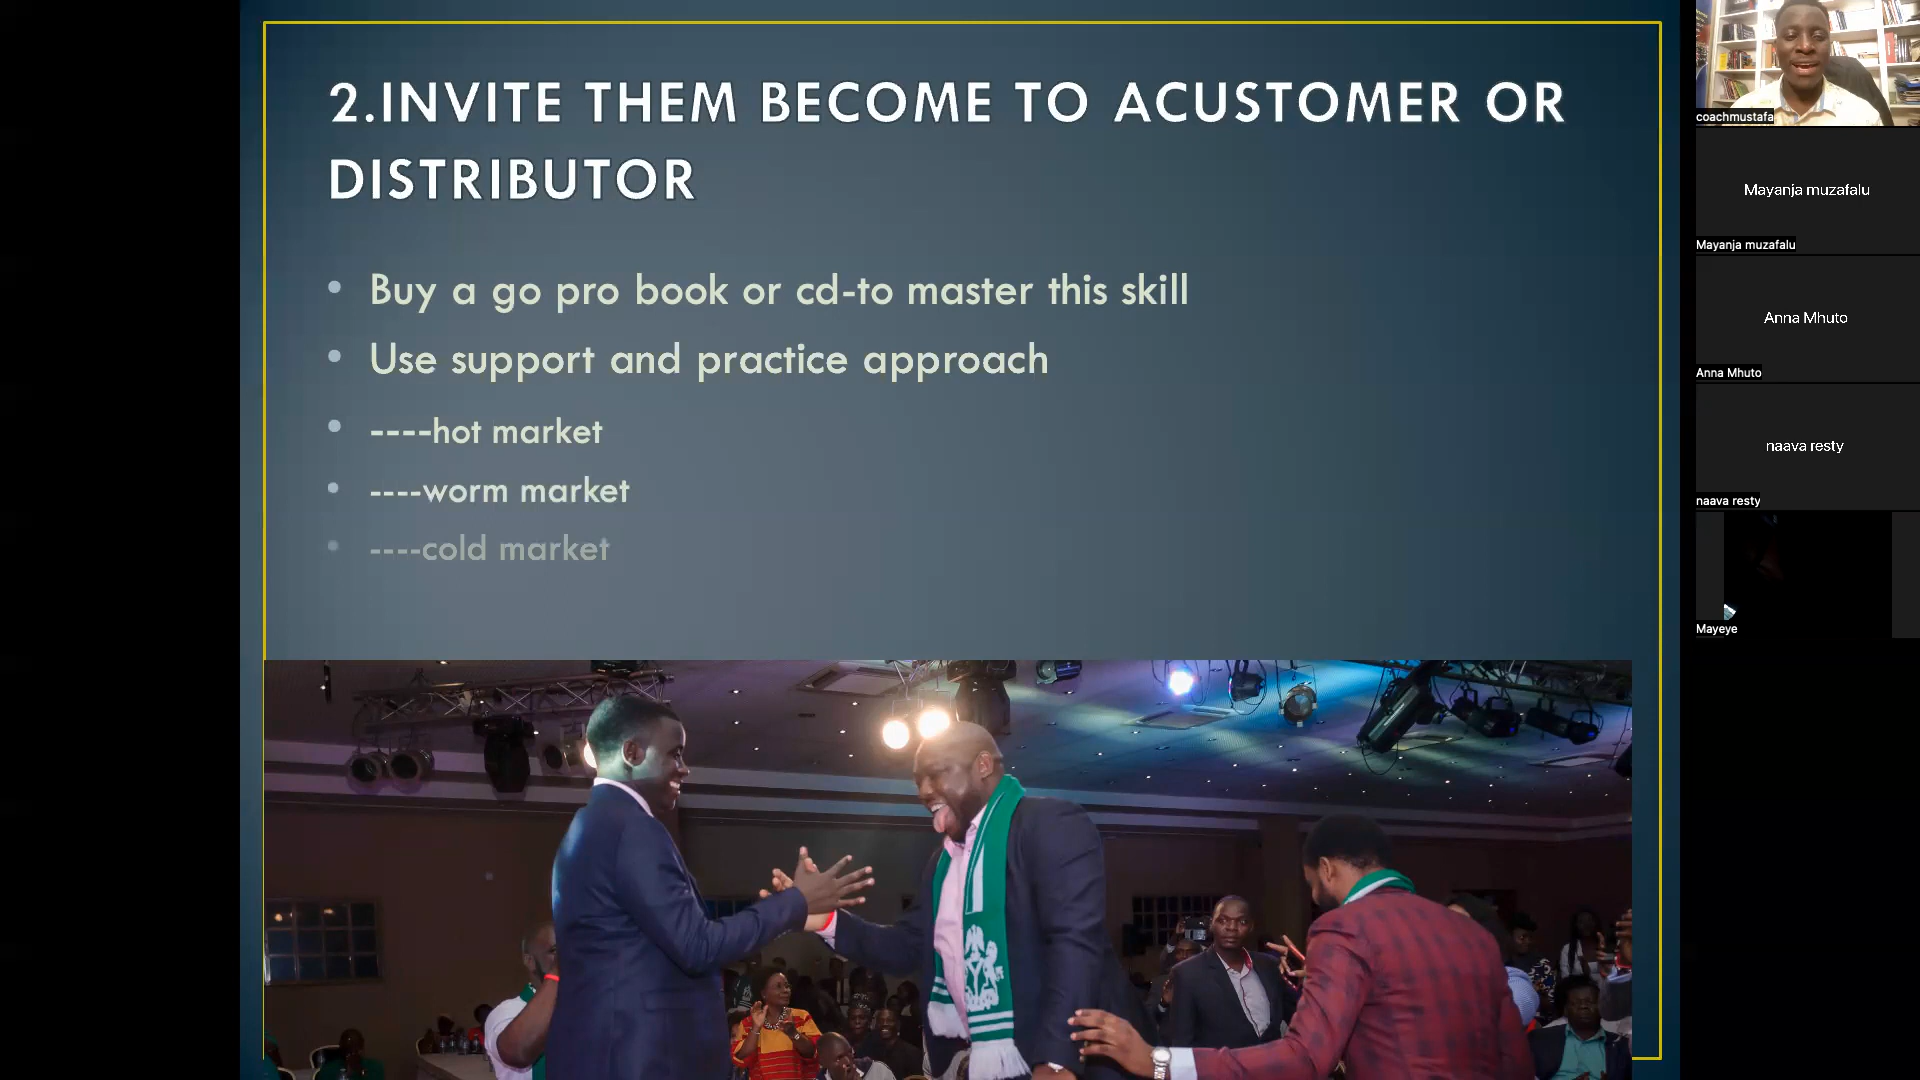 2.INVITE THEM BECOME TO ACUSTOMER OR
DISTRIBUTOR
Buy a go pro book or cd-to master this skill
Use support and practice approach
----hot market
----worm market
----cold market
coachmustafa
Mayanja muzafalu
Mayanja muzafalu
Anna Mhuto
Anna Mhuto
naava resty
naava resty
Mayeye